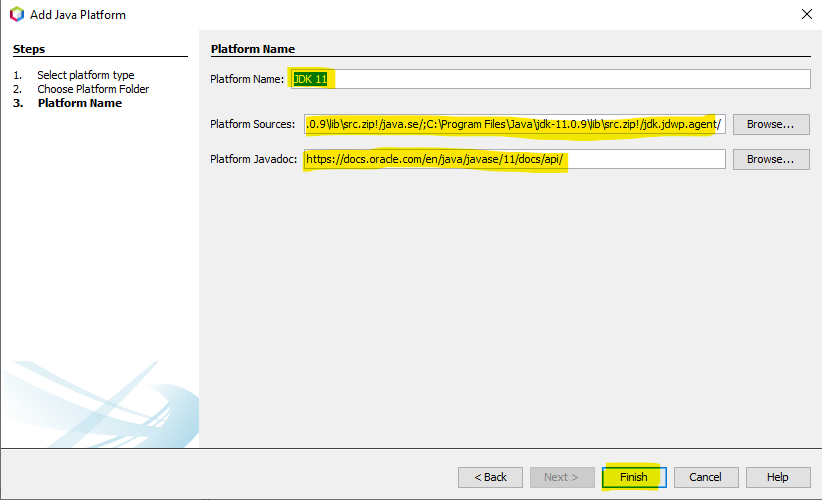 Add Java Platform
Steps
1. Select platform type
2. Choose Platform Folder
3. Platform Name
Platform Name
Platform Name: JDK 11
Platform Sources: .0.9\lib\src.zip!/java.se/;C:\Program Files\Java\jdk-11.0.9\lib\src.zip!/jdk.jdwp.agent/ Browse...
Platform Javadoc: https://docs.oracle.com/en/java/javase/11/docs/api/ Browse...
< Back Next > Finish Cancel Help